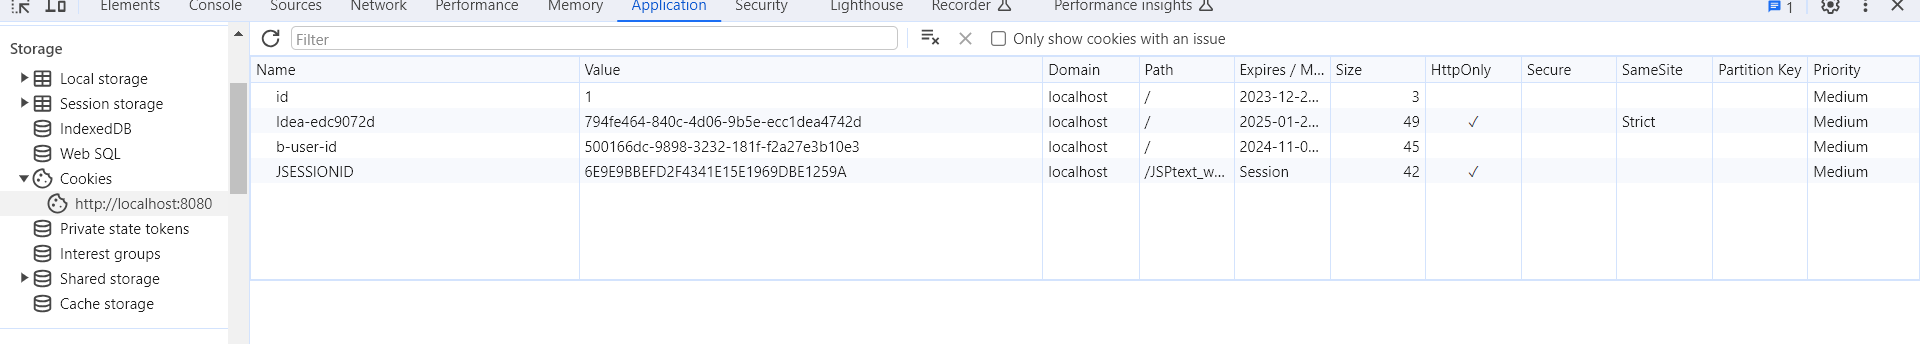 Elements Console Sources Network Performance Memory Application Security Lighthouse Recorder Performance insights 1
Storage
Local storage
Session storage
IndexedDB
Web SQL
Cookies
http://localhost:8080
Private state tokens
Interest groups
Shared storage
Cache storage
Filter Only show cookies with an issue
Name Value Domain Path Expires / M... Size HttpOnly Secure SameSite Partition Key Priority
id 1 localhost / 2023-12-2... 3 Medium
Idea-edc9072d 794fe464-840c-4d06-9b5e-ecc1dea4742d localhost / 2025-01-2... 49 ✓ Strict Medium
b-user-id 500166dc-9898-3232-181f-f2a27e3b10e3 localhost / 2024-11-0... 45 Medium
JSESSIONID 6E9E9BBEFD2F4341E15E1969DBE1259A localhost /JSPtext_w... Session 42 ✓ Medium